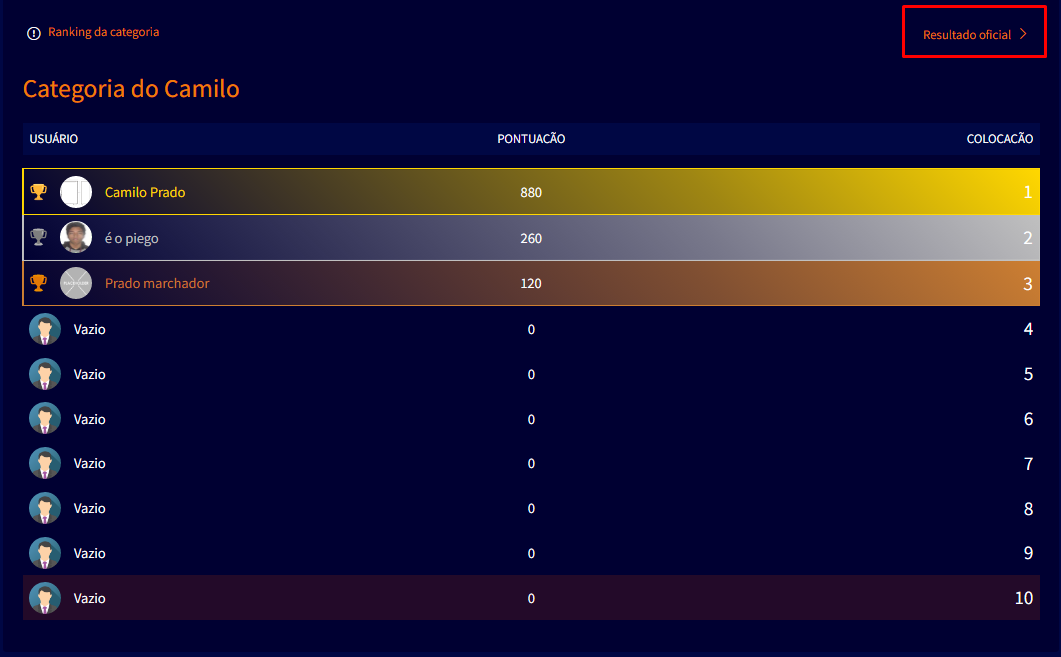 Ranking da categoria
Resultado oficial
Categoria do Camilo
USUÁRIO PONTUACÃO COLOCACÃO
Camilo Prado 880 1
é o piego 260 2
Prado marchador 120 3
Vazio 0 4
Vazio 0 5
Vazio 0 6
Vazio 0 7
Vazio 0 8
Vazio 0 9
Vazio 0 10